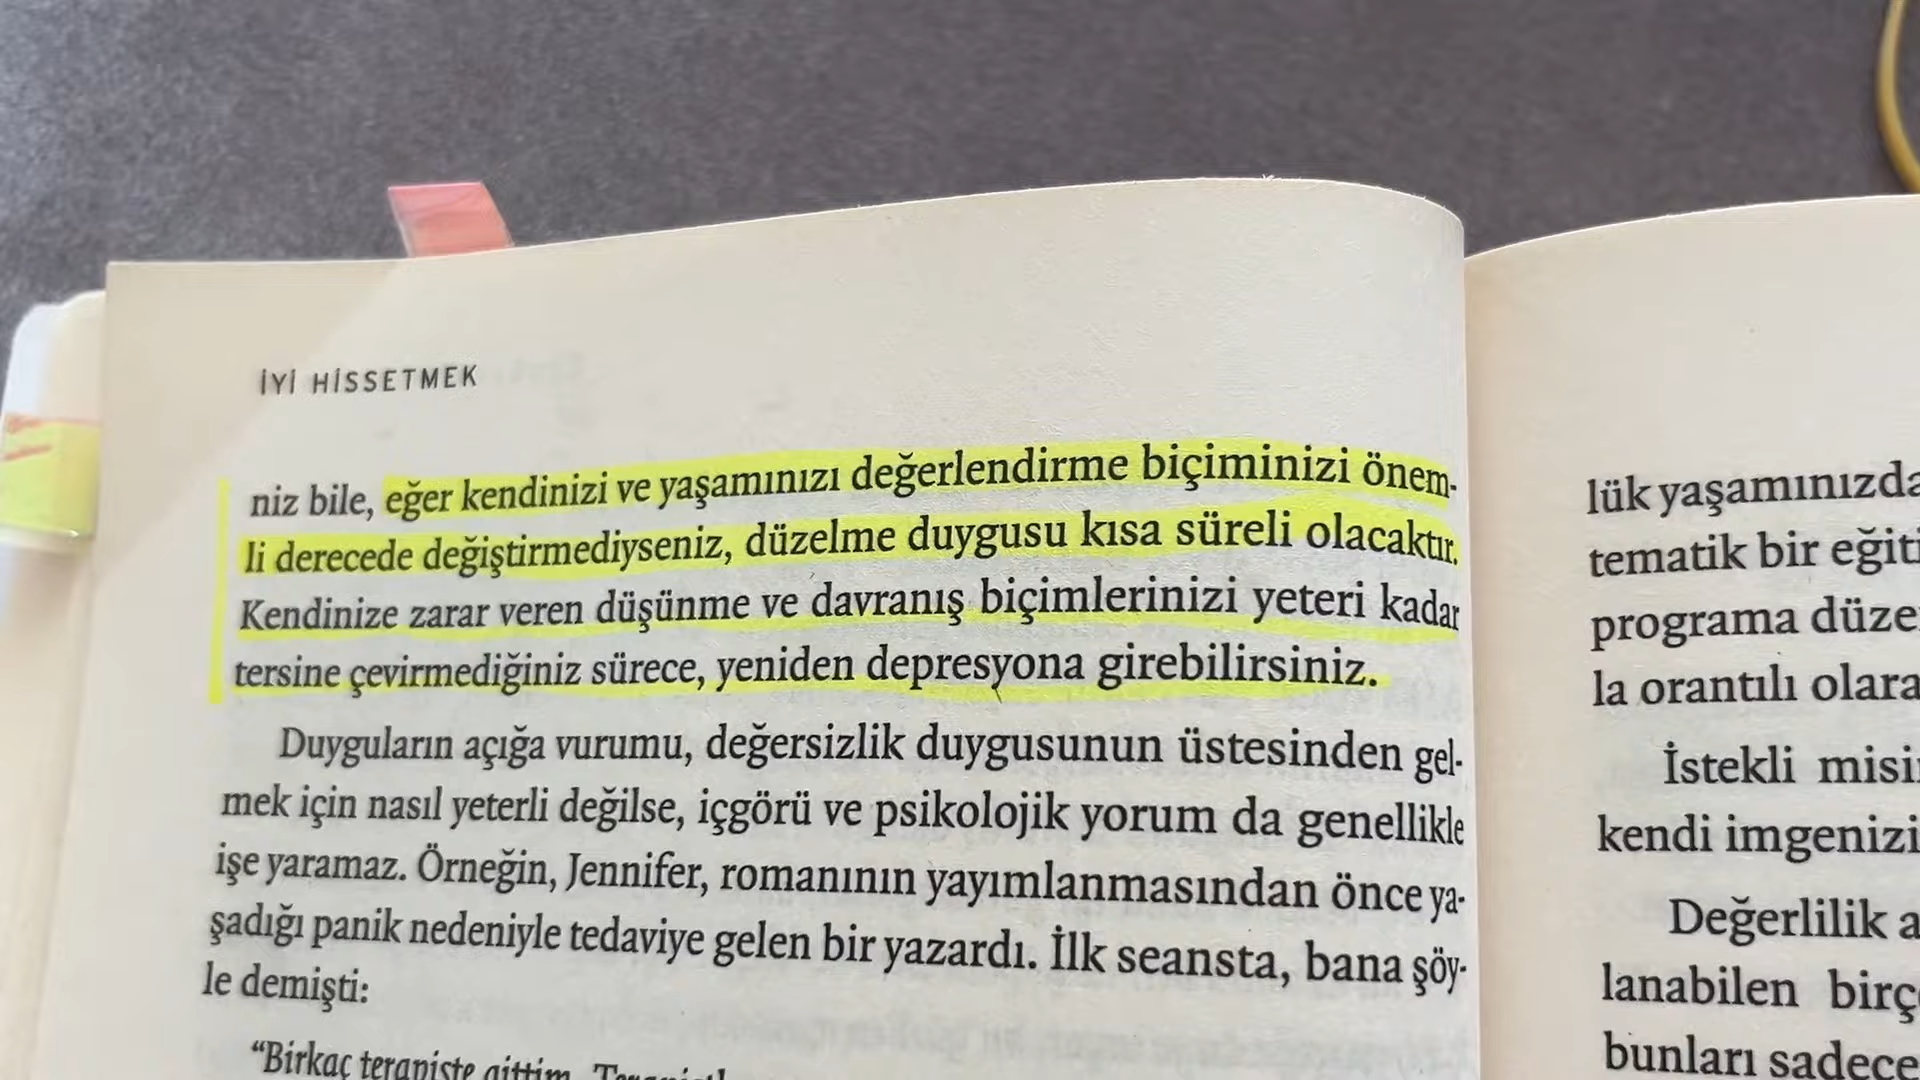 İYİ HİSSETMEK
niz bile, eğer kendinizi ve yaşamınızı değerlendirme biçiminizi önem-
li derecede değiştirmediyseniz, düzelme duygusu kısa süreli olacaktır.
Kendinize zarar veren düşünme ve davranış biçimlerinizi yeteri kadar
tersine çevirmediğiniz sürece, yeniden depresyona girebilirsiniz.
Duyguların açığa vurumu, değersizlik duygusunun üstesinden gel-
mek için nasıl yeterli değilse, içgörü ve psikolojik yorum da genellikle
işe yaramaz. Örneğin, Jennifer, romanının yayımlanmasından önce ya-
şadığı panik nedeniyle tedaviye gelen bir yazardı. İlk seansta, bana şöy-
le demişti:
“Birkaç terapiste gittim.
lük yaşamınızda
tematik bir eğiti
programa düze
la orantılı olara
İstekli misi
kendi imgenizi
Değerlilik a
lanabilen birç
bunları sadece